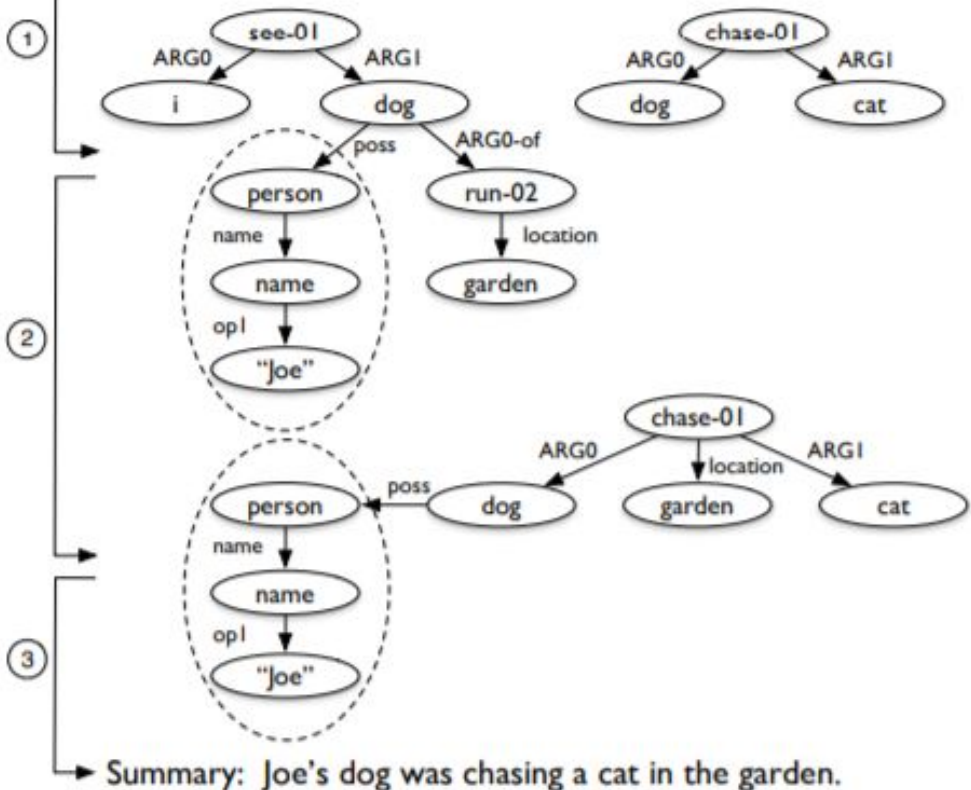 1
see-01
chase-01
ARG0
ARG1
ARG0
ARG1
i
dog
dog
cat
poss
ARG0-of
person
run-02
name
location
name
garden
2
op1
"Joe"
chase-01
ARG0
location
ARG1
person
poss
dog
garden
cat
name
name
3
op1
"Joe"
Summary: Joe's dog was chasing a cat in the garden.